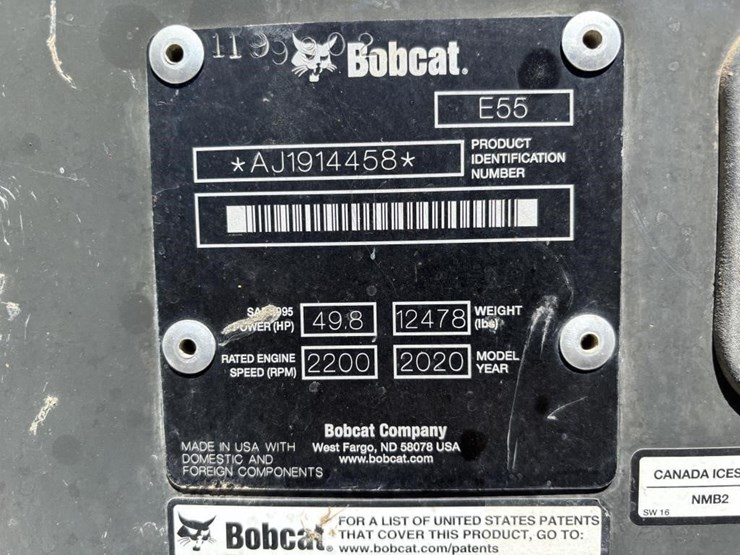 Bobcat.
E55
*AJ1914458*
PRODUCT
IDENTIFICATION
NUMBER
POWER (HP)
49.8
12478
WEIGHT
(lbs)
RATED ENGINE
SPEED (RPM)
2200
2020
MODEL
YEAR
Bobcat Company
West Fargo, ND 58078 USA
www.bobcat.com
MADE IN USA WITH
DOMESTIC AND
FOREIGN COMPONENTS
CANADA ICES
NMB2
SW 16
Bobcat.
FOR A LIST OF UNITED STATES PATENTS
THAT COVER THIS PRODUCT, GO TO:
www.bobcat.com/patents